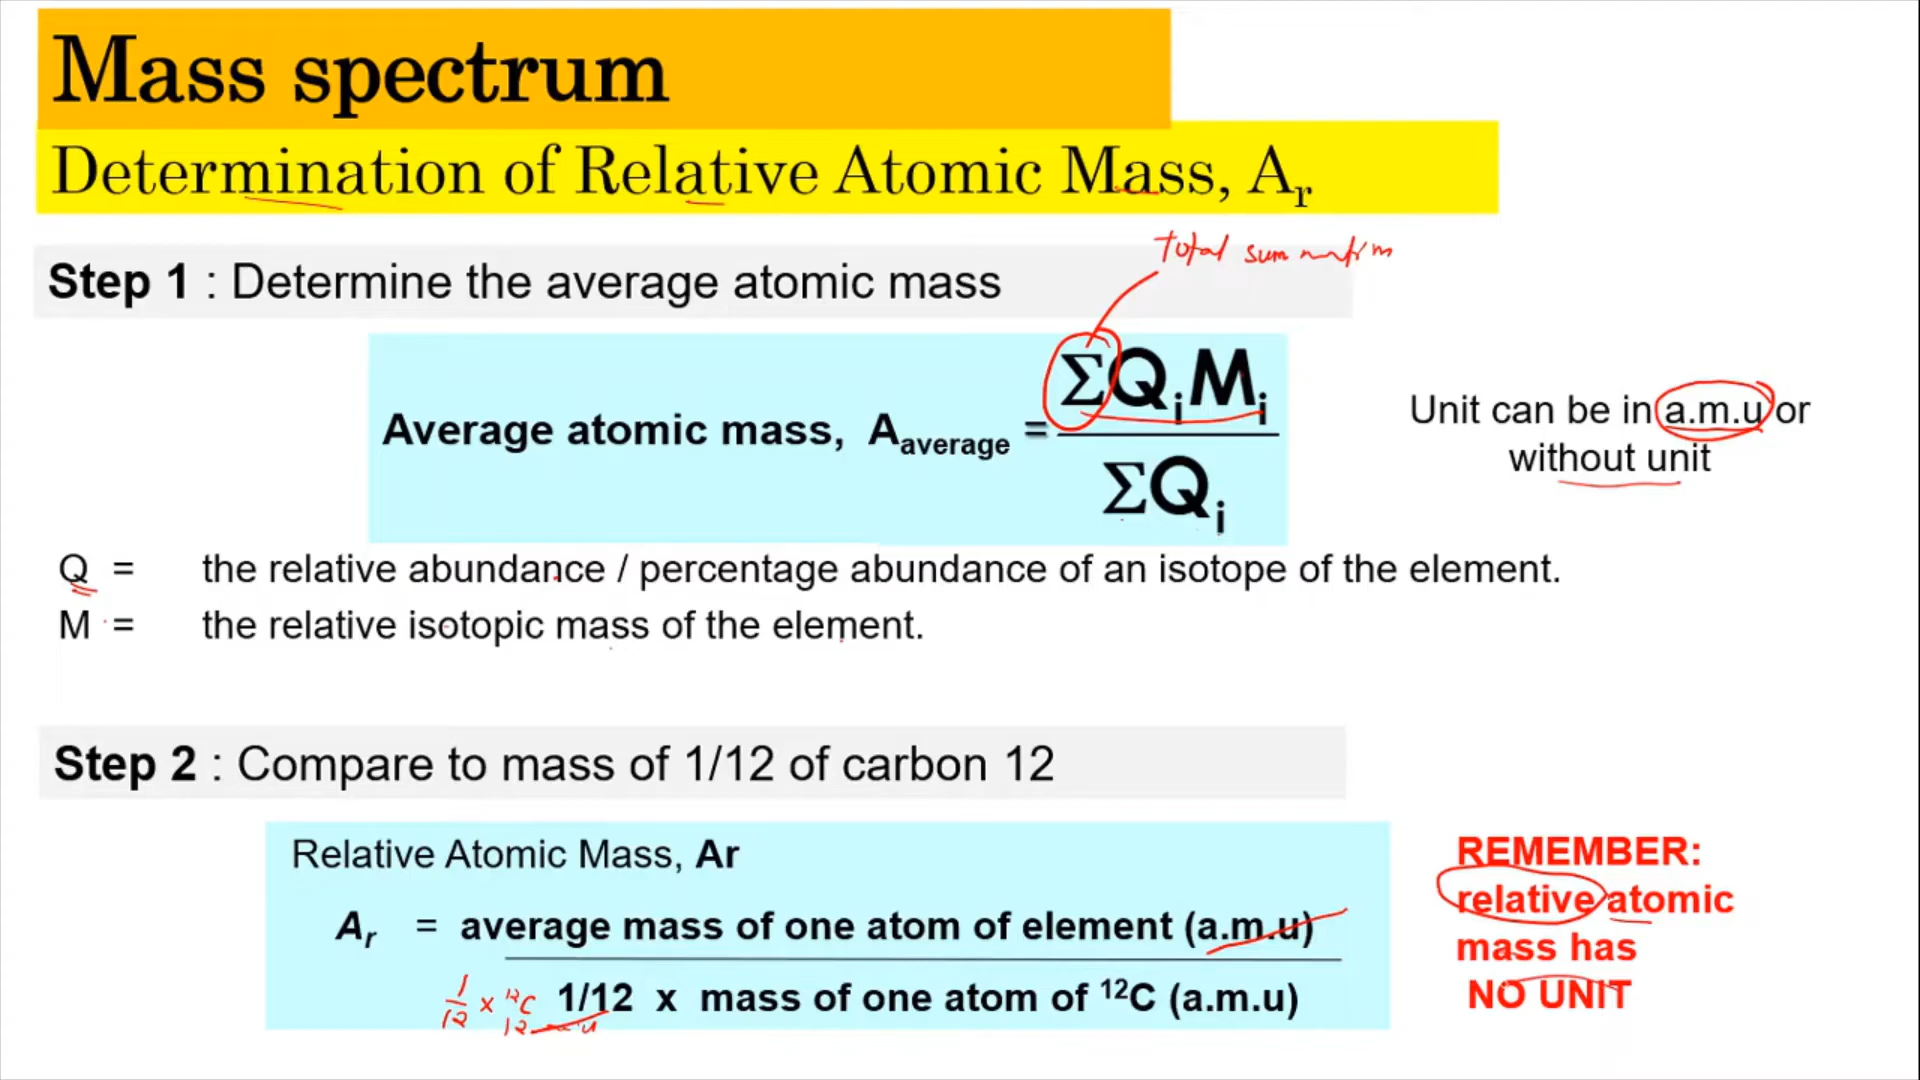 Mass spectrum
Determination of Relative Atomic Mass, Ar
Total summation
Step 1 : Determine the average atomic mass
Average atomic mass, Aaverage = ΣQiMi
ΣQi
Unit can be in a.m.u or
without unit
Q = the relative abundance / percentage abundance of an isotope of the element.
M = the relative isotopic mass of the element.
Step 2 : Compare to mass of 1/12 of carbon 12
Relative Atomic Mass, Ar
Ar = average mass of one atom of element (a.m.u)
1/12 x mass of one atom of ¹²C (a.m.u)
1/12 x ¹²C
12
REMEMBER:
relative atomic
mass has
NO UNIT